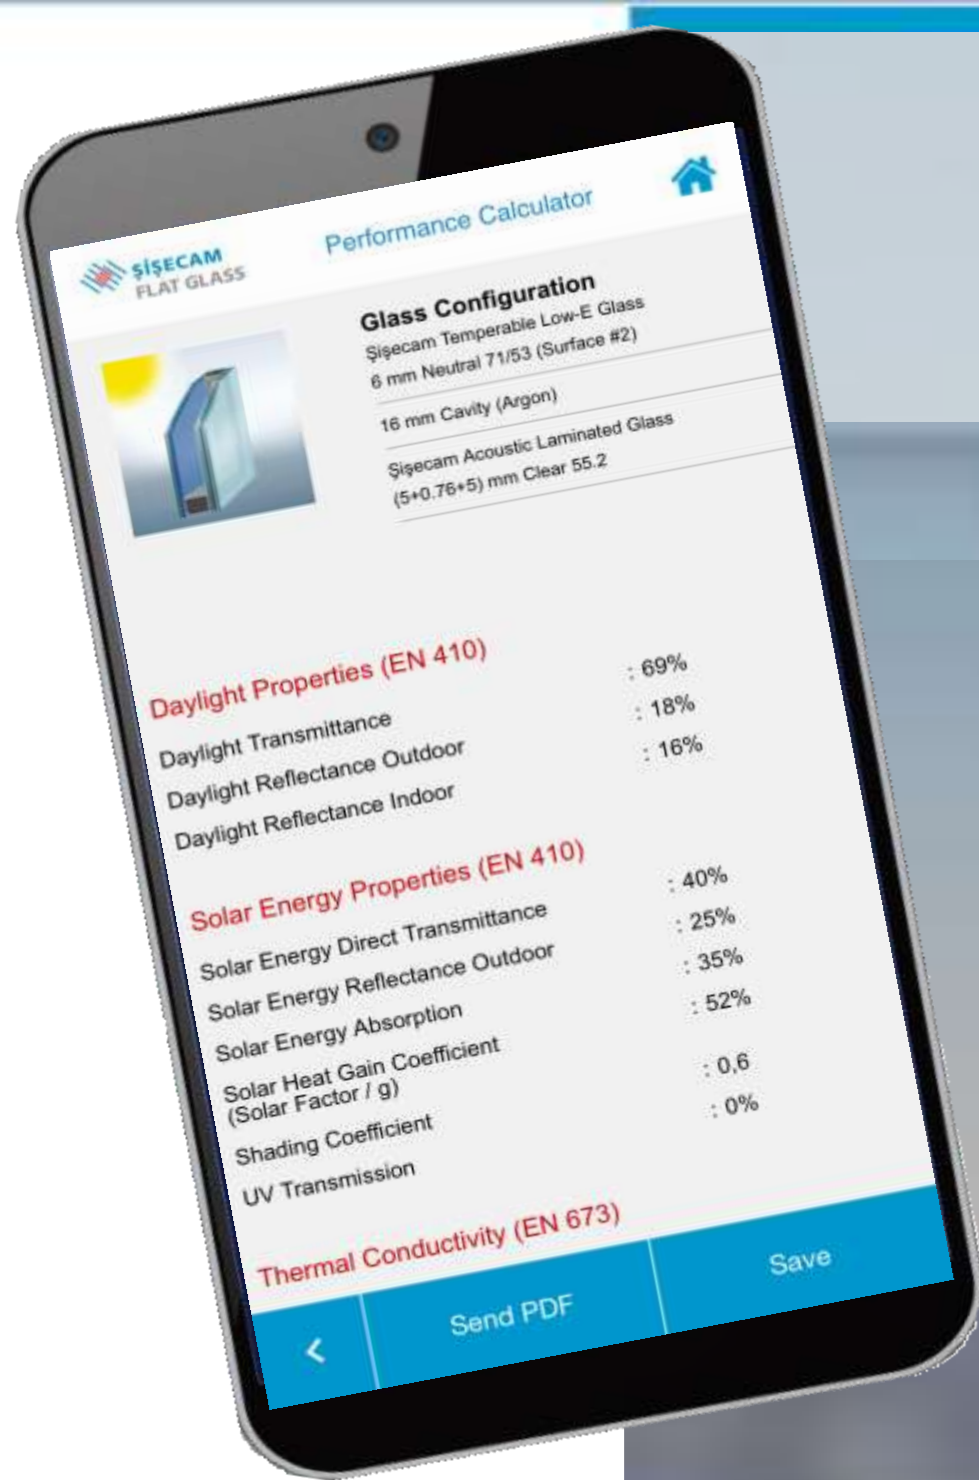 ŞİŞECAM
FLAT GLASS
Performance Calculator
Glass Configuration
Şişecam Temperable Low-E Glass
6 mm Neutral 71/53 (Surface #2)
16 mm Cavity (Argon)
Şişecam Acoustic Laminated Glass
(5+0.76+5) mm Clear 55.2
Daylight Properties (EN 410)
Daylight Transmittance : 69%
Daylight Reflectance Outdoor : 18%
Daylight Reflectance Indoor : 16%
Solar Energy Properties (EN 410)
Solar Energy Direct Transmittance : 40%
Solar Energy Reflectance Outdoor : 25%
Solar Energy Absorption : 35%
Solar Heat Gain Coefficient : 52%
(Solar Factor / g)
Shading Coefficient : 0,6
UV Transmission : 0%
Thermal Conductivity (EN 673)
< Send PDF Save